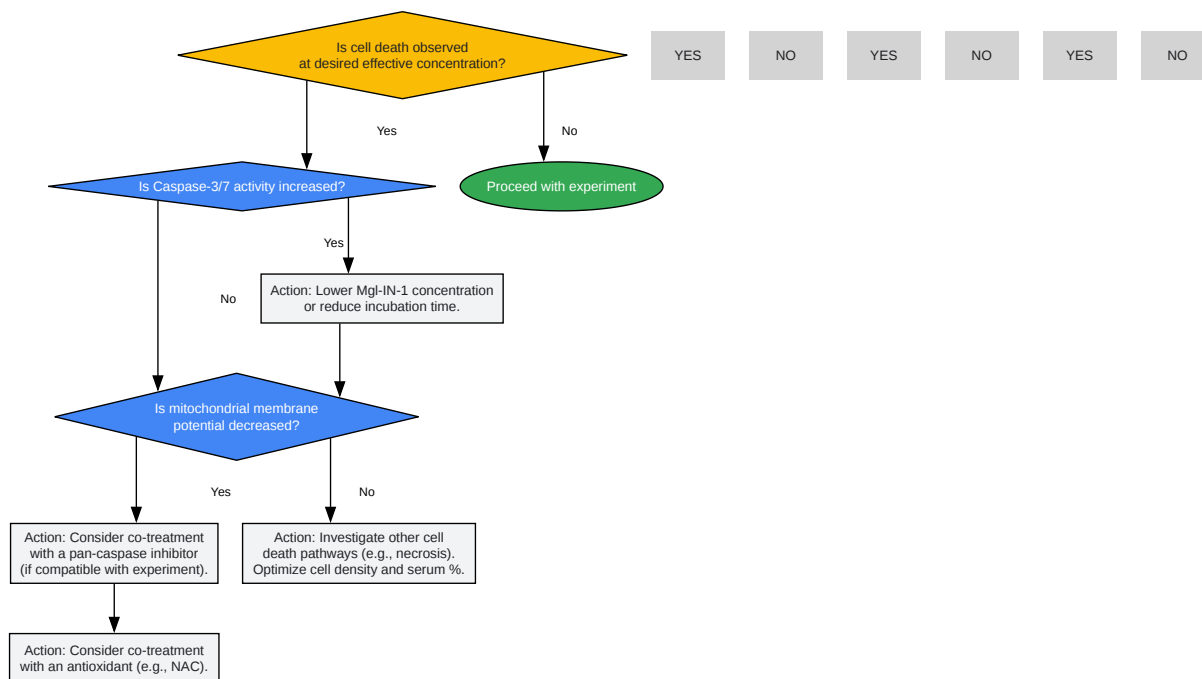 Is cell death observed
at desired effective concentration?
YES
NO
YES
NO
YES
NO
Yes
No
Is Caspase-3/7 activity increased?
Proceed with experiment
Yes
Action: Lower Mgl-IN-1 concentration
or reduce incubation time.
No
Is mitochondrial membrane
potential decreased?
Yes
No
Action: Consider co-treatment
with a pan-caspase inhibitor
(if compatible with experiment).
Action: Investigate other cell
death pathways (e.g., necrosis).
Optimize cell density and serum %.
Action: Consider co-treatment
with an antioxidant (e.g., NAC).